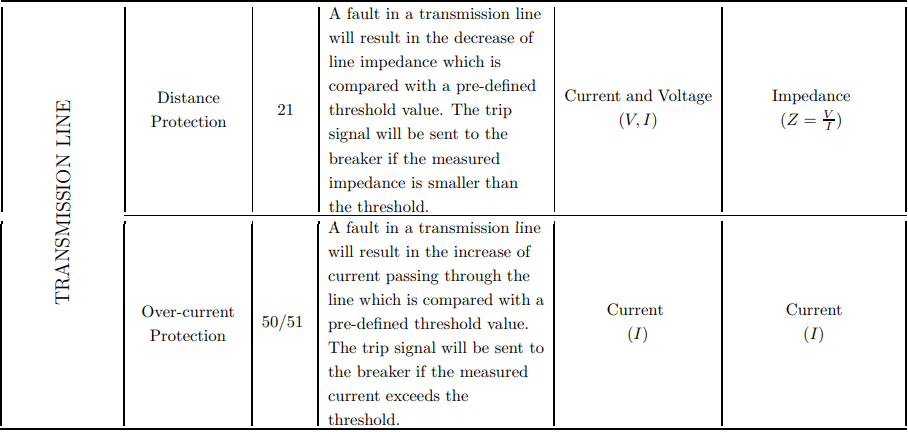 TRANSMISSION LINE
Distance
Protection
21
A fault in a transmission line
will result in the decrease of
line impedance which is
compared with a pre-defined
threshold value. The trip
signal will be sent to the
breaker if the measured
impedance is smaller than
the threshold.
Current and Voltage
(V, I)
Impedance
(Z = V/I)
Over-current
Protection
50/51
A fault in a transmission line
will result in the increase of
current passing through the
line which is compared with a
pre-defined threshold value.
The trip signal will be sent to
the breaker if the measured
current exceeds the
threshold.
Current
(I)
Current
(I)